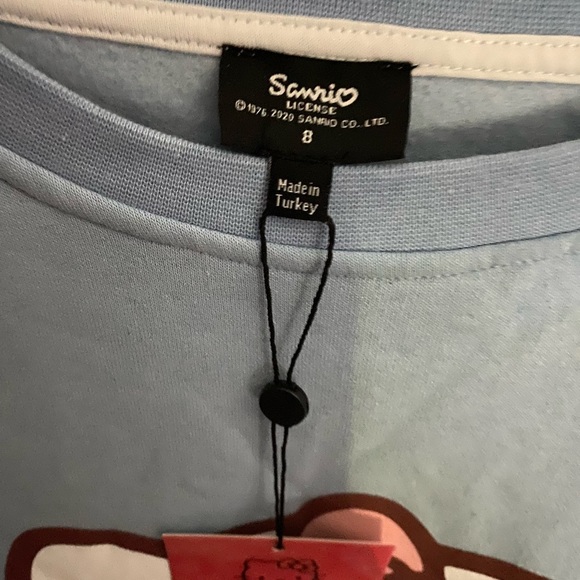 Sanrio
LICENSE
© 1976, 2020 SANRIO CO., LTD.
8
Made in
Turkey